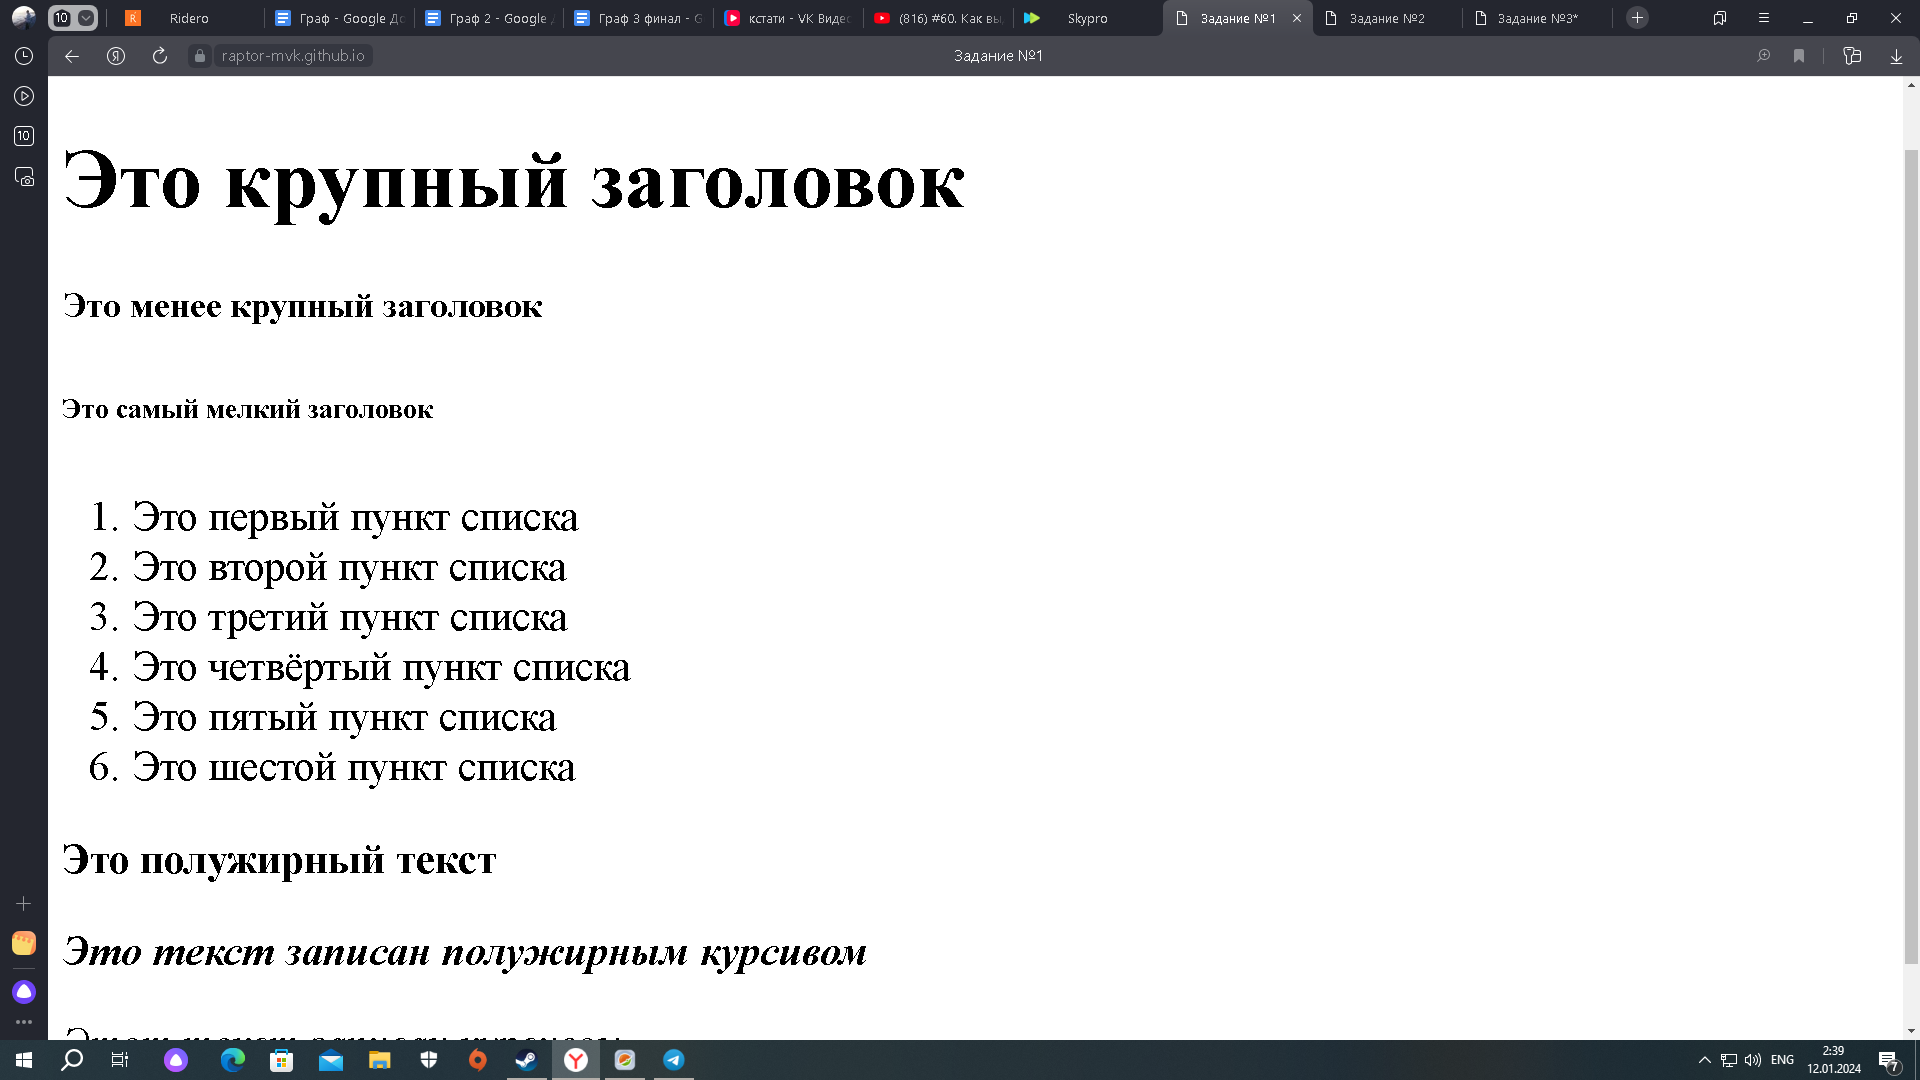 10
Ridero
Граф - Google До
Граф 2 - Google Д
Граф 3 финал - G
кстати - VK Видео
(816) #60. Как вы
Skypro
Задание №1
Задание №2
Задание №3*
raptor-mvk.github.io
Задание №1
10
Это крупный заголовок
Это менее крупный заголовок
Это самый мелкий заголовок
1. Это первый пункт списка
2. Это второй пункт списка
3. Это третий пункт списка
4. Это четвёртый пункт списка
5. Это пятый пункт списка
6. Это шестой пункт списка
Это полужирный текст
Это текст записан полужирным курсивом
ENG
2:39
12.01.2024
7